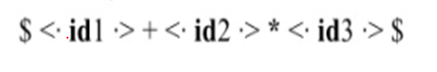 $ <· id1 ·> + <· id2 ·> * <· id3 ·> $